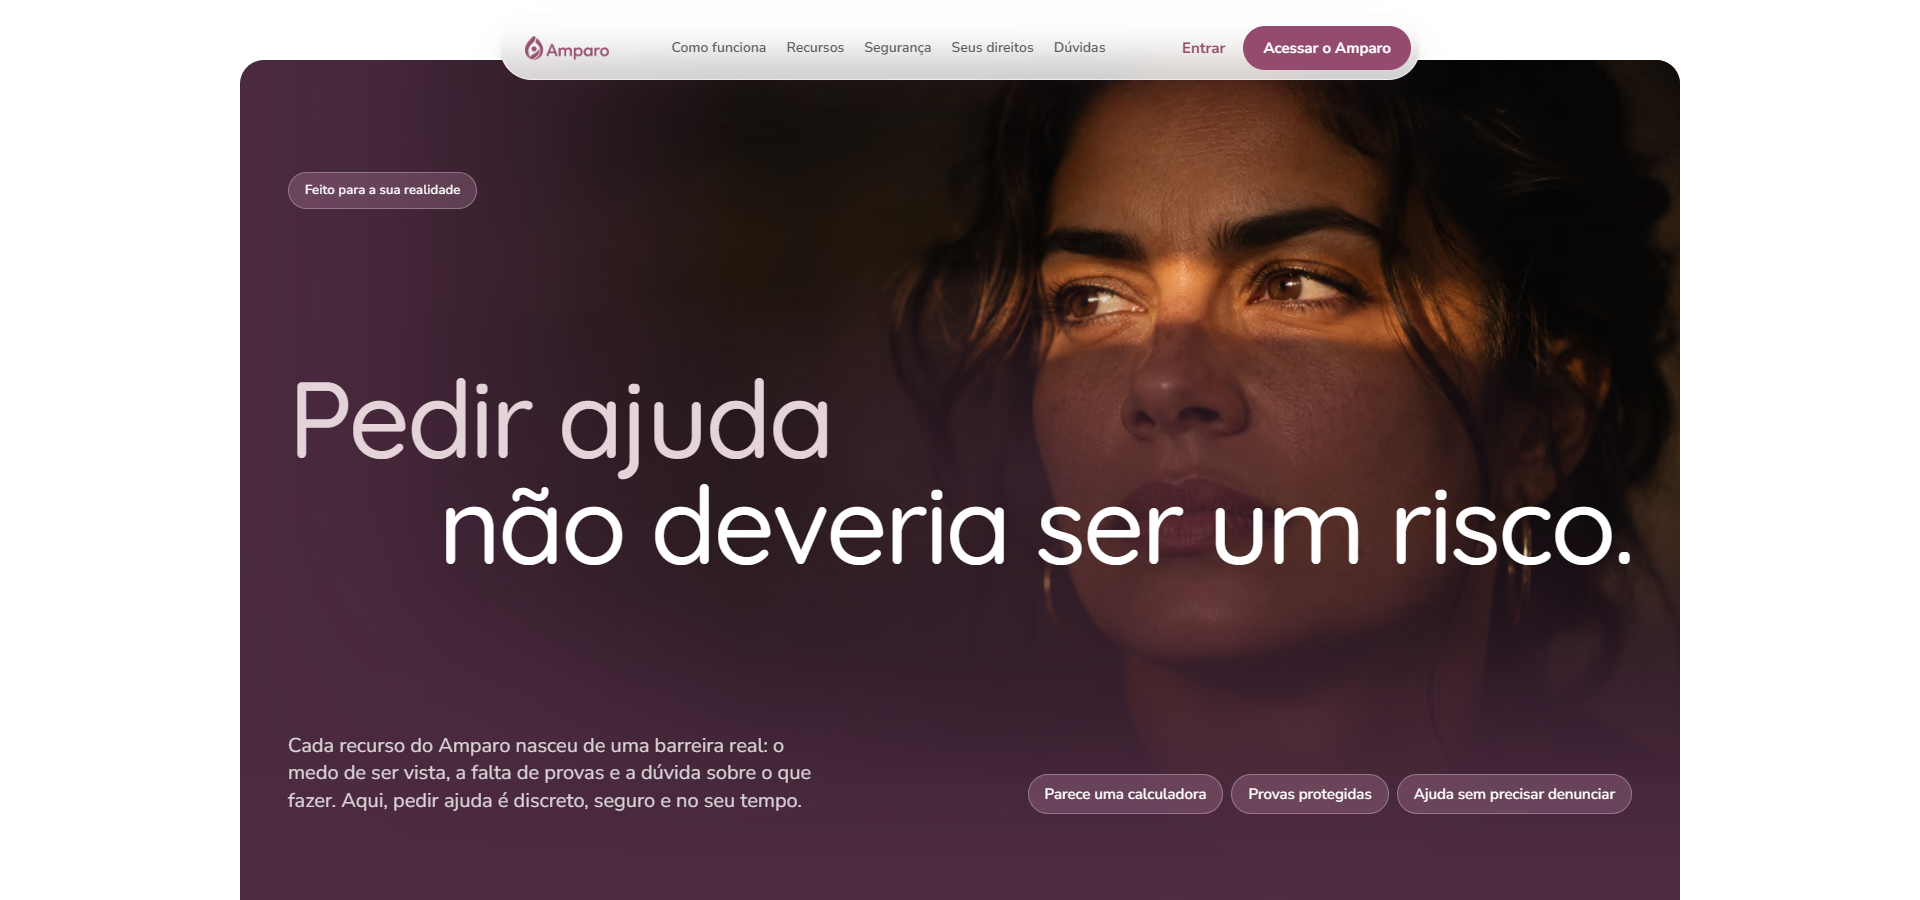 Amparo
Como funciona
Recursos
Segurança
Seus direitos
Dúvidas
Entrar
Acessar o Amparo
Feito para a sua realidade
Pedir ajuda
não deveria ser um risco.
Cada recurso do Amparo nasceu de uma barreira real: o
medo de ser vista, a falta de provas e a dúvida sobre o que
fazer. Aqui, pedir ajuda é discreto, seguro e no seu tempo.
Parece uma calculadora
Provas protegidas
Ajuda sem precisar denunciar